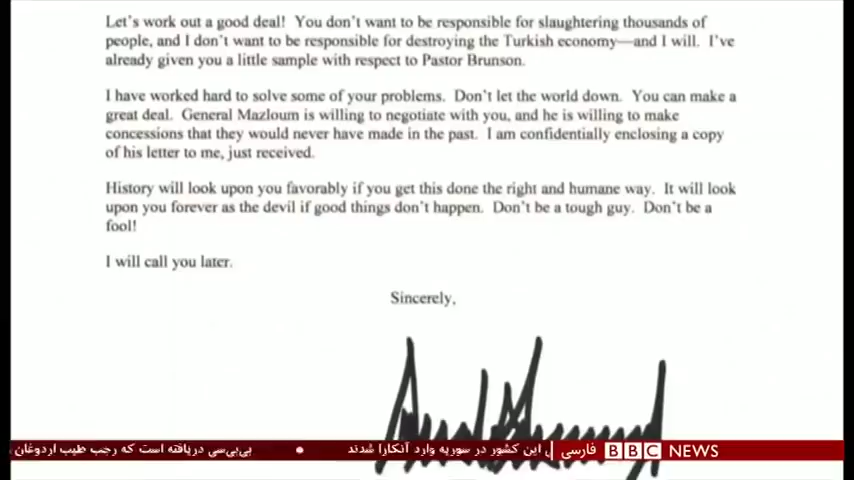 Let's work out a good deal!  You don't want to be responsible for slaughtering thousands of
people, and I don't want to be responsible for destroying the Turkish economy—and I will.  I've
already given you a little sample with respect to Pastor Brunson.
I have worked hard to solve some of your problems.  Don't let the world down.  You can make a
great deal.  General Mazloum is willing to negotiate with you, and he is willing to make
concessions that they would never have made in the past.  I am confidentially enclosing a copy
of his letter to me, just received.
History will look upon you favorably if you get this done the right and humane way.  It will look
upon you forever as the devil if good things don't happen.  Don't be a tough guy.  Don't be a
fool!
I will call you later.
Sincerely,
BBC NEWS فارسی
این کشور در سوریه وارد آنکارا شدند • بی‌بی‌سی دریافته است که رجب طیب اردوغان